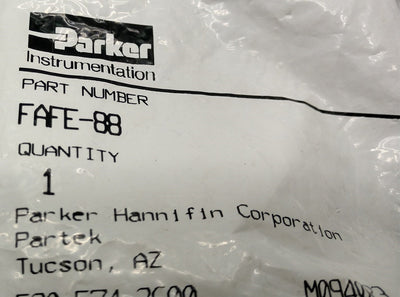 Parker
Instrumentation
PART NUMBER
FAFE-88
QUANTITY
1
Parker Hannifin Corporation
Partek
Tucson, AZ